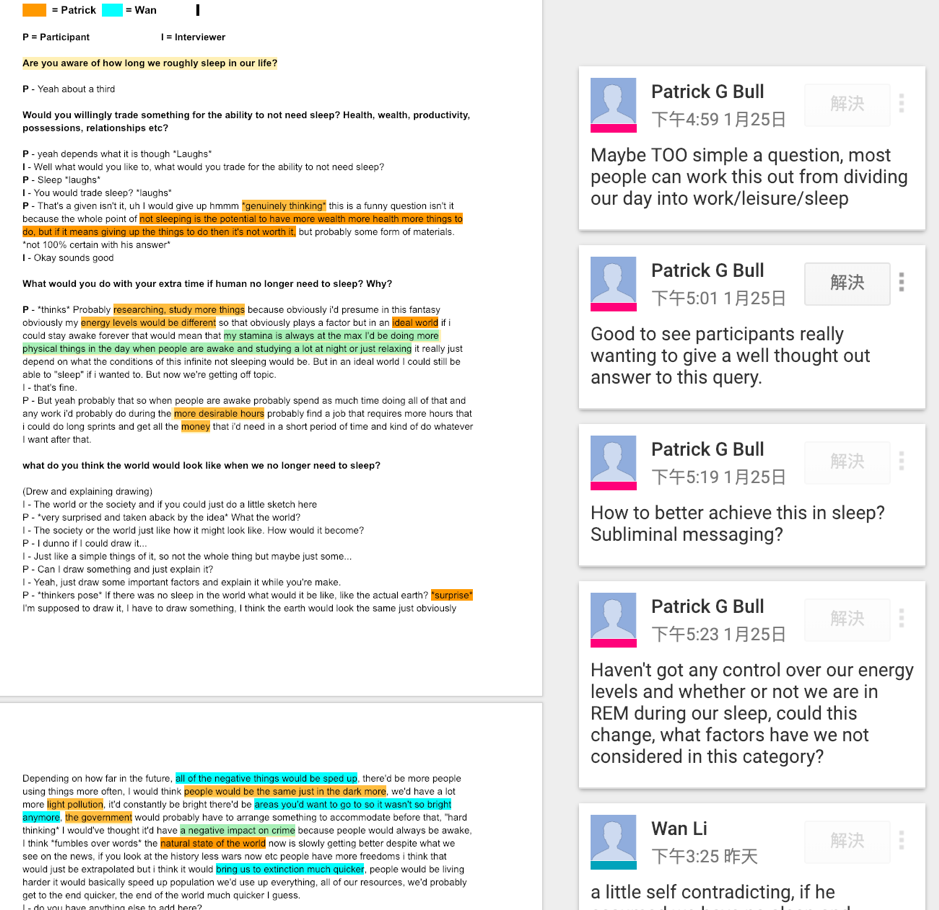 = Patrick = Wan
P = Participant I = Interviewer
Are you aware of how long we roughly sleep in our life?
P - Yeah about a third
Would you willingly trade something for the ability to not need sleep? Health, wealth, productivity,
possessions, relationships etc?
P - yeah depends what it is though *Laughs*
I - Well what would you like to, what would you trade for the ability to not need sleep?
P - Sleep *laughs*
I - You would trade sleep? *laughs*
P - That's a given isn't it, uh I would give up hmmm *genuinely thinking* this is a funny question isn't it
because the whole point of not sleeping is the potential to have more wealth more health more things to
do, but if it means giving up the things to do then it's not worth it, but probably some form of materials.
*not 100% certain with his answer*
I - Okay sounds good
What would you do with your extra time if human no longer need to sleep? Why?
P - *thinks* Probably researching, study more things because obviously i'd presume in this fantasy
obviously my energy levels would be different so that obviously plays a factor but in an ideal world if i
could stay awake forever that would mean that my stamina is always at the max I'd be doing more
physical things in the day when people are awake and studying a lot at night or just relaxing it really just
depend on what the conditions of this infinite not sleeping would be. But in an ideal world I could still be
able to "sleep" if i wanted to. But now we're getting off topic.
I - that's fine.
P - But yeah probably that so when people are awake probably spend as much time doing all of that and
any work i'd probably do during the more desirable hours probably find a job that requires more hours that
i could do long sprints and get all the money that i'd need in a short period of time and kind of do whatever
I want after that.
what do you think the world would look like when we no longer need to sleep?
(Drew and explaining drawing)
I - The world or the society and if you could just do a little sketch here
P - *very surprised and taken aback by the idea* What the world?
I - The society or the world just like how it might look like. How would it become?
P - I dunno if I could draw it...
I - Just like a simple things of it, so not the whole thing but maybe just some...
P - Can I draw something and just explain it?
I - Yeah, just draw some important factors and explain it while you're make.
P - *thinkers pose* If there was no sleep in the world what would it be like, like the actual earth? *surprise*
I'm supposed to draw it, I have to draw something, I think the earth would look the same just obviously
Depending on how far in the future, all of the negative things would be sped up, there'd be more people
using things more often, I would think people would be the same just in the dark more, we'd have a lot
more light pollution, it'd constantly be bright there'd be areas you'd want to go to so it wasn't so bright
anymore, the government would probably have to arrange something to accommodate before that, "hard
thinking* I would've thought it'd have a negative impact on crime because people would always be awake,
I think *fumbles over words* the natural state of the world now is slowly getting better despite what we
see on the news, if you look at the history less wars now etc people have more freedoms i think that
would just be extrapolated but i think it would bring us to extinction much quicker, people would be living
harder it would basically speed up population we'd use up everything, all of our resources, we'd probably
get to the end quicker, the end of the world much quicker I guess.
I - do you have anything else to add here?
Patrick G Bull
下午4:59 1月25日
解決
Maybe TOO simple a question, most
people can work this out from dividing
our day into work/leisure/sleep
Patrick G Bull
下午5:01 1月25日
解決
Good to see participants really
wanting to give a well thought out
answer to this query.
Patrick G Bull
下午5:19 1月25日
解決
How to better achieve this in sleep?
Subliminal messaging?
Patrick G Bull
下午5:23 1月25日
解決
Haven't got any control over our energy
levels and whether or not we are in
REM during our sleep, could this
change, what factors have we not
considered in this category?
Wan Li
下午3:25 昨天
解決
a little self contradicting, if he